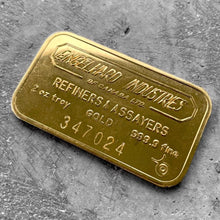 ENGELHARD INDUSTRIES
OF CANADA LTD.
REFINERS & ASSAYERS
2 oz troy GOLD 999.9 fine
347024